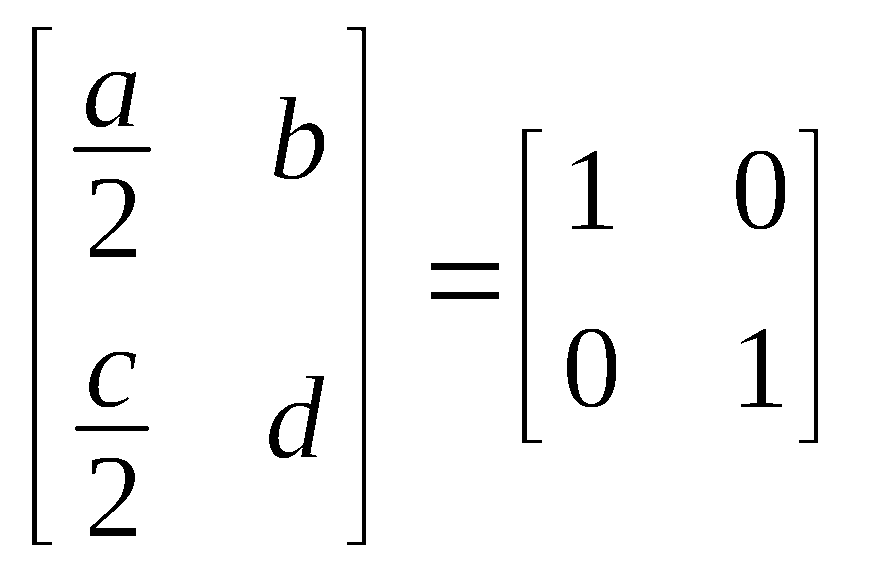 [ a/2 b ; c/2 d ] = [ 1 0 ; 0 1 ]